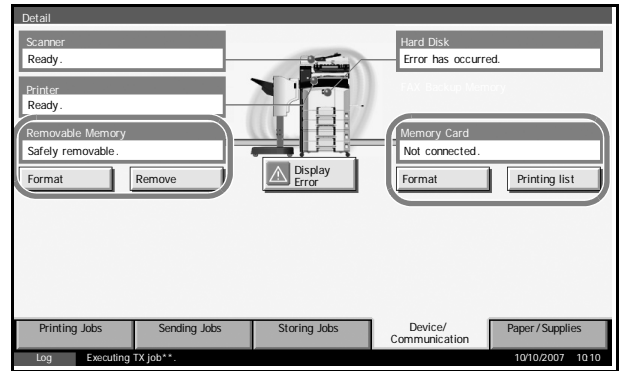 Detail
Scanner
Ready.
Printer
Ready.
Removable Memory
Safely removable.
Format
Remove
Display
Error
Hard Disk
Error has occurred.
FAX Backup Memory
Memory Card
Not connected.
Format
Printing list
Printing Jobs
Sending Jobs
Storing Jobs
Device/
Communication
Paper/Supplies
Log
Executing TX job**.
10/10/2007 10:10